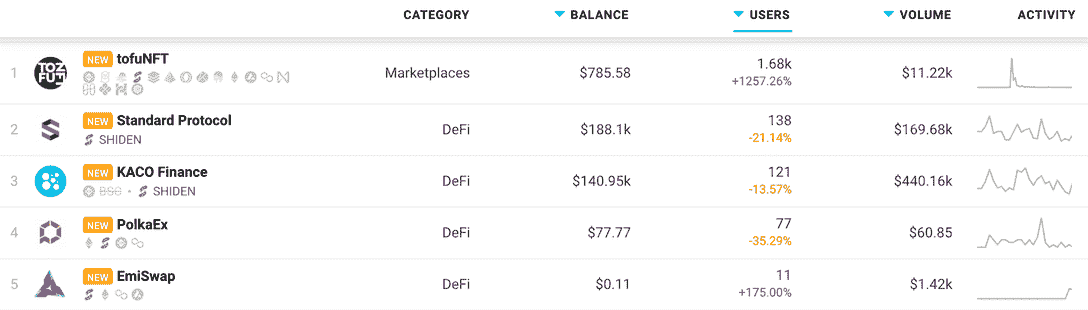 CATEGORY BALANCE USERS VOLUME ACTIVITY
1 TOZ FUT NEW tofuNFT Marketplaces $785.58 1.68k +1257.26% $11.22k
2 NEW Standard Protocol SHIDEN DeFi $188.1k 138 -21.14% $169.68k
3 NEW KACO Finance BSC • SHIDEN DeFi $140.95k 121 -13.57% $440.16k
4 NEW PolkaEx DeFi $77.77 77 -35.29% $60.85
5 NEW EmiSwap DeFi $0.11 11 +175.00% $1.42k